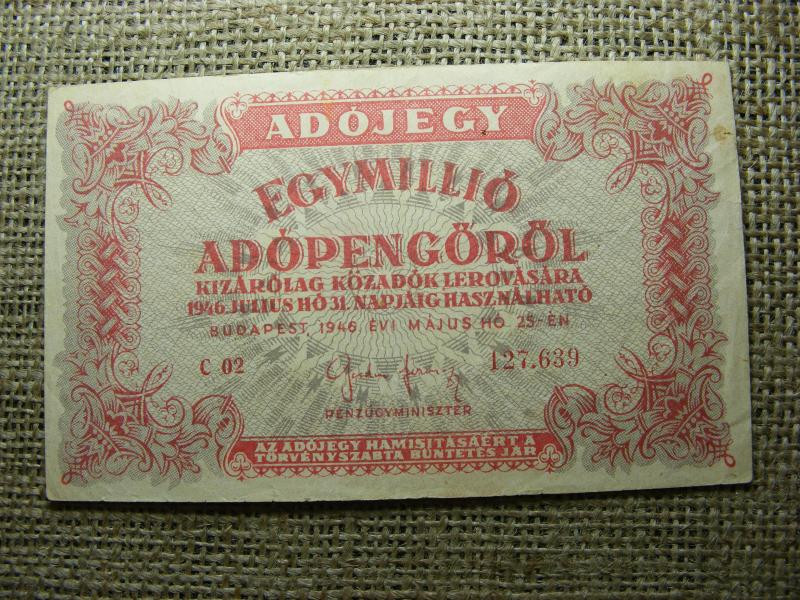 ADÓJEGY
EGYMILLIÓ
ADÓPENGŐRŐL
KIZÁRÓLAG KÖZADÓK LEROVÁSÁRA
1946. JULIUS HÓ 31. NAPJÁIG HASZNÁLHATÓ
BUDAPEST 1946 ÉVI MÁJUS HÓ 25-ÉN
C 02
127.639
PÉNZÜGYMINISZTER
AZ ADÓJEGY HAMISITÁSÁÉRT A
TÖRVÉNYSZABTA BÜNTETÉS JÁR